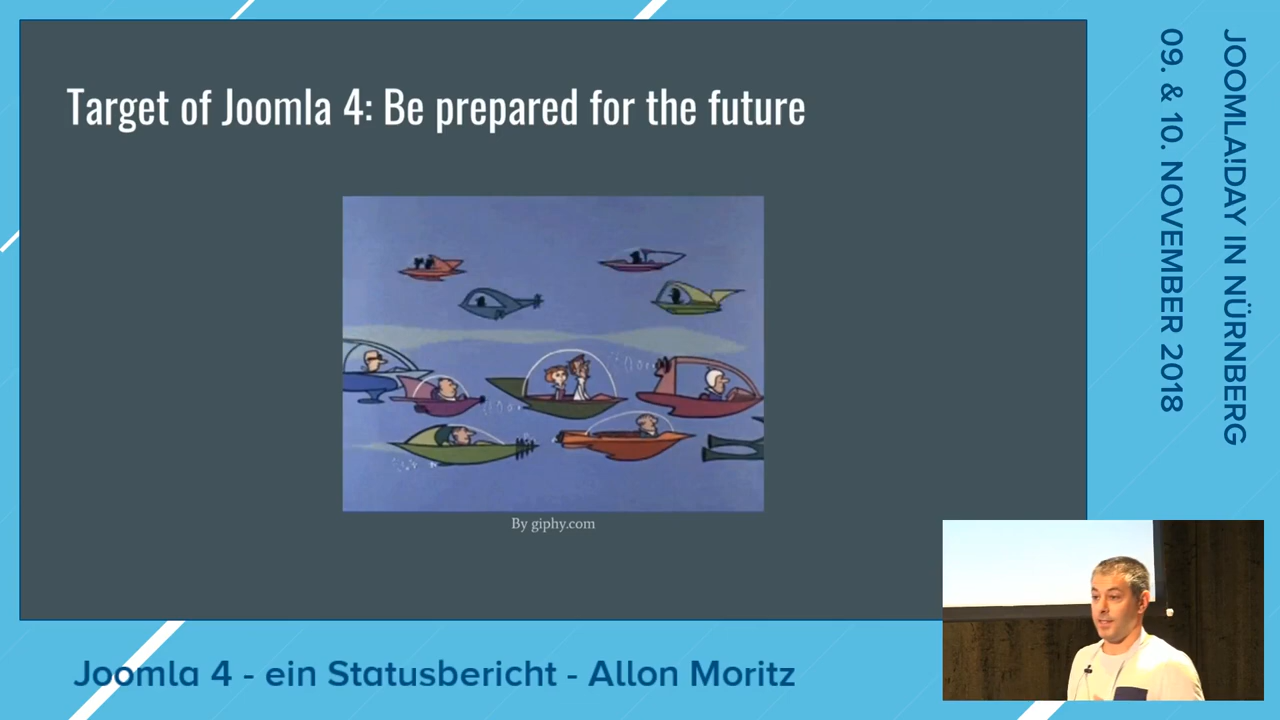 Target of Joomla 4: Be prepared for the future
By giphy.com
JOOMLA!DAY IN NÜRNBERG
09. & 10. NOVEMBER 2018
Joomla 4 - ein Statusbericht - Allon Moritz